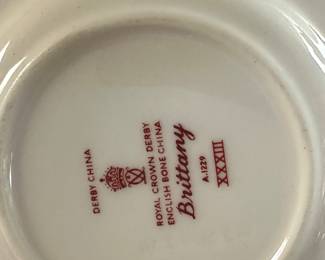 DERBY CHINA
ROYAL CROWN DERBY
ENGLISH BONE CHINA
Brittany
A.1229
XXXIII